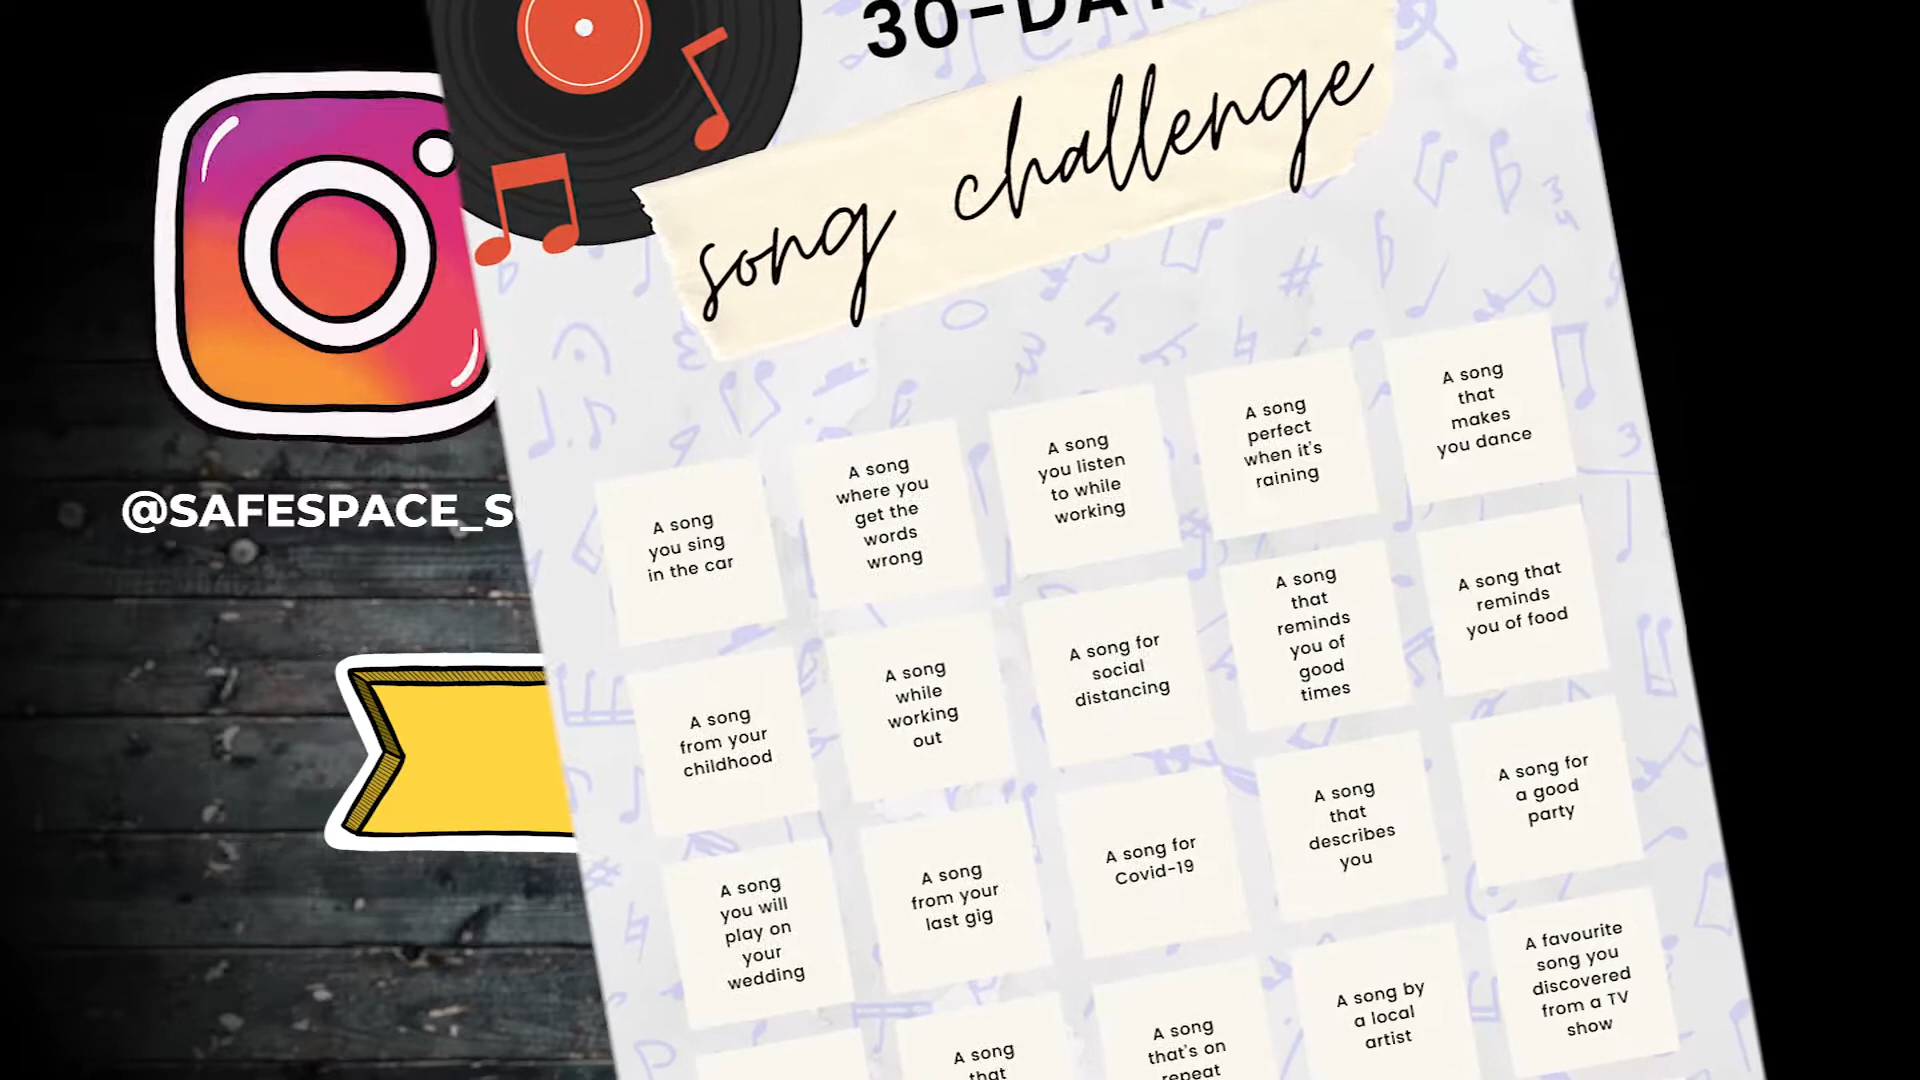 30-DAY
song challenge
@SAFESPACE_S
A song
you sing
in the car
A song
where you
get the
words
wrong
A song
you listen
to while
working
A song
perfect
when it's
raining
A song
that
makes
you dance
A song
from your
childhood
A song
while
working
out
A song for
social
distancing
A song
that
reminds
you of
good
times
A song that
reminds
you of food
A song
you will
play on
your
wedding
A song
from your
last gig
A song for
Covid-19
A song
that
describes
you
A song for
a good
party
A song
that
A song
that's on
repeat
A song by
a local
artist
A favourite
song you
discovered
from a TV
show